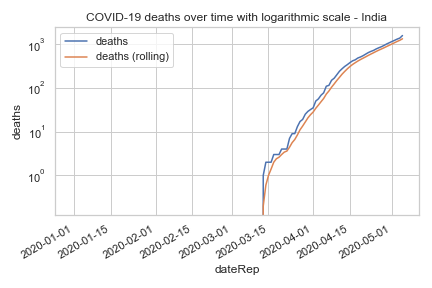 COVID-19 deaths over time with logarithmic scale - India
deaths
deaths (rolling)
10³
10²
10¹
10⁰
deaths
2020-01-01
2020-01-15
2020-02-01
2020-02-15
2020-03-01
2020-03-15
2020-04-01
2020-04-15
2020-05-01
dateRep